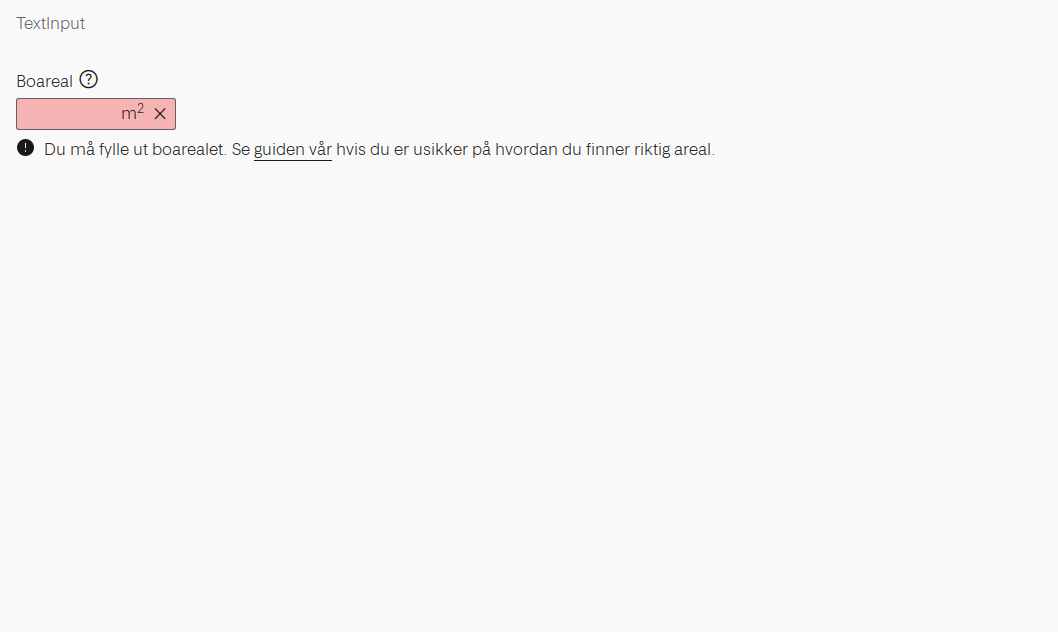 TextInput
Boareal
m²
Du må fylle ut boarealet. Se guiden vår hvis du er usikker på hvordan du finner riktig areal.